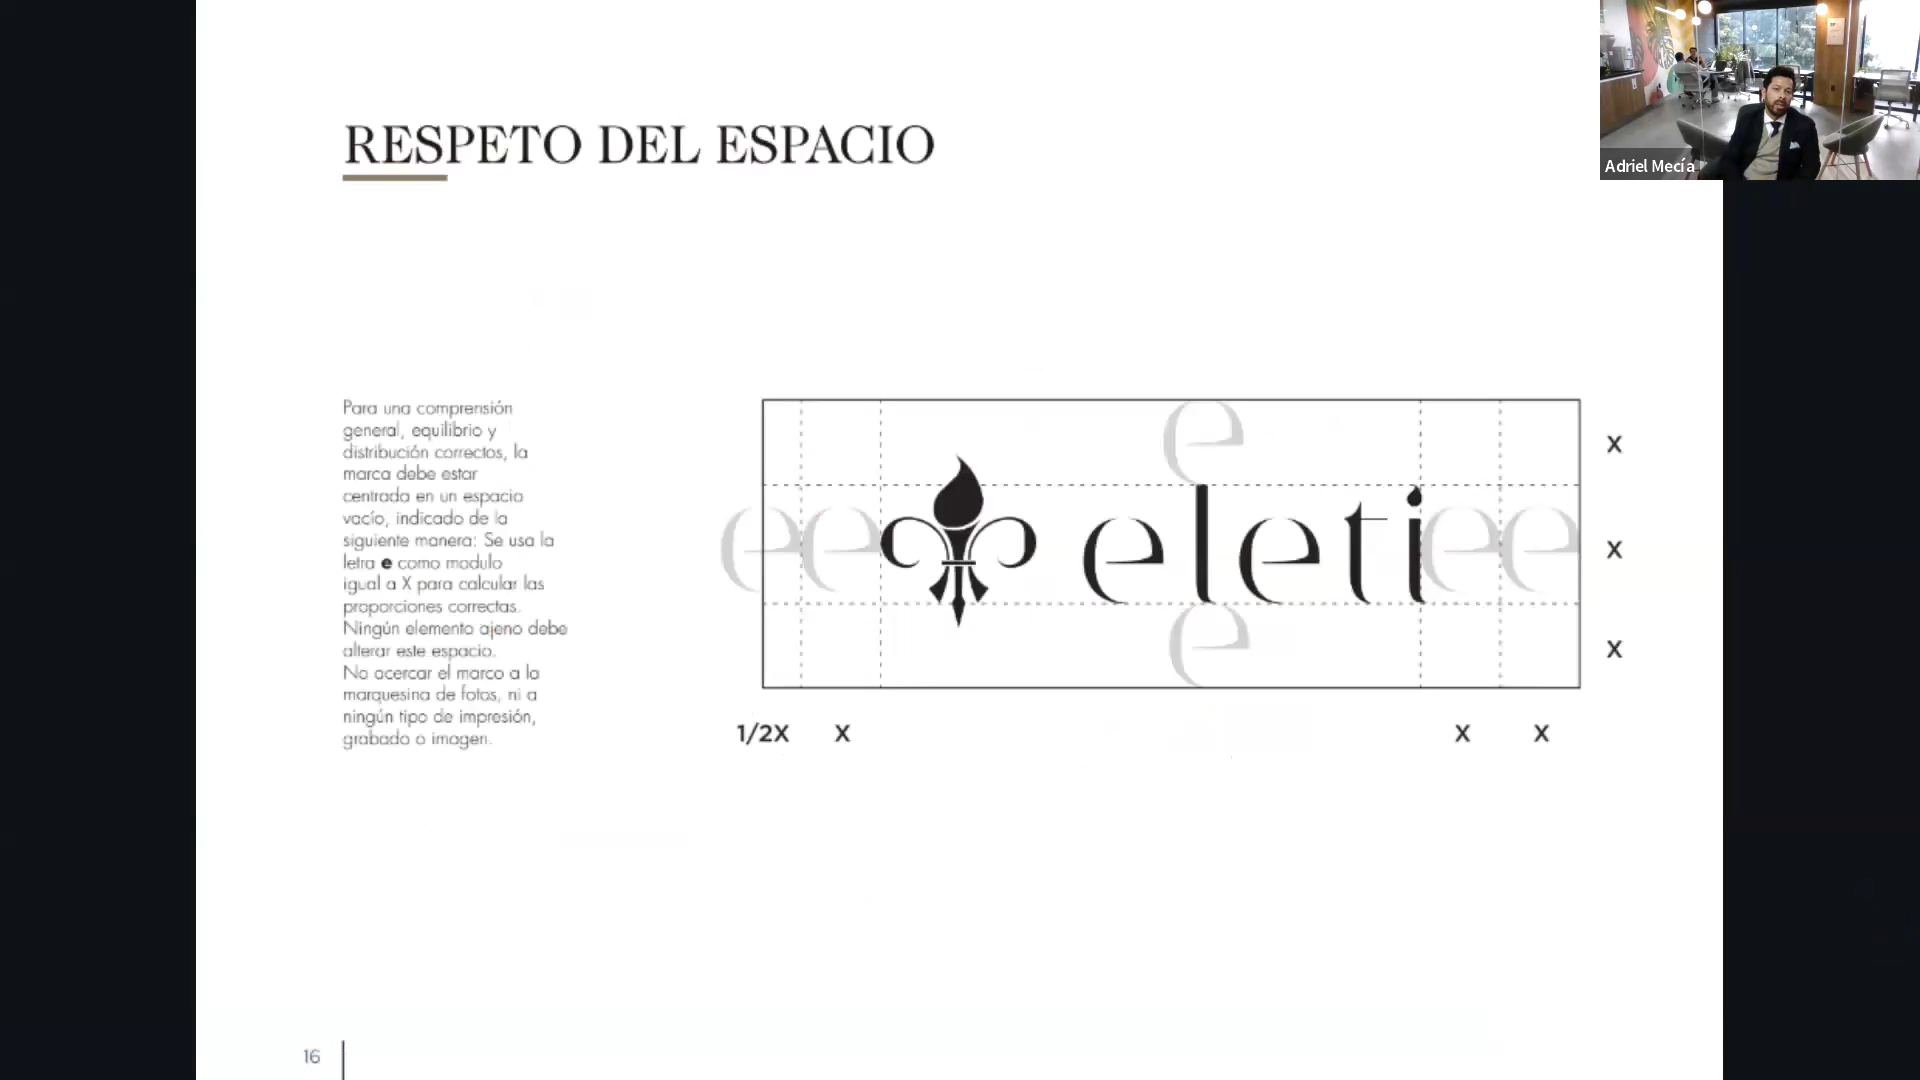 RESPETO DEL ESPACIO
Adriel Mecía
Para una comprensión
general, equilibrio y
distribución correctos, la
marca debe estar
centrada en un espacio
vacío, indicado de la
siguiente manera: Se usa la
letra e como modulo
igual a X para calcular las
proporciones correctas.
Ningún elemento ajeno debe
alterar este espacio.
No acercar el marco a la
marquesina de fotos, ni a
ningún tipo de impresión,
grabado o imagen.
e
ee eleti ee
e
X
X
X
1/2X X X X
16